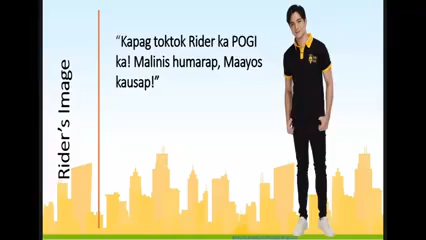 Rider's Image
“Kapag toktok Rider ka POGI
ka! Malinis humarap, Maayos
kausap!”